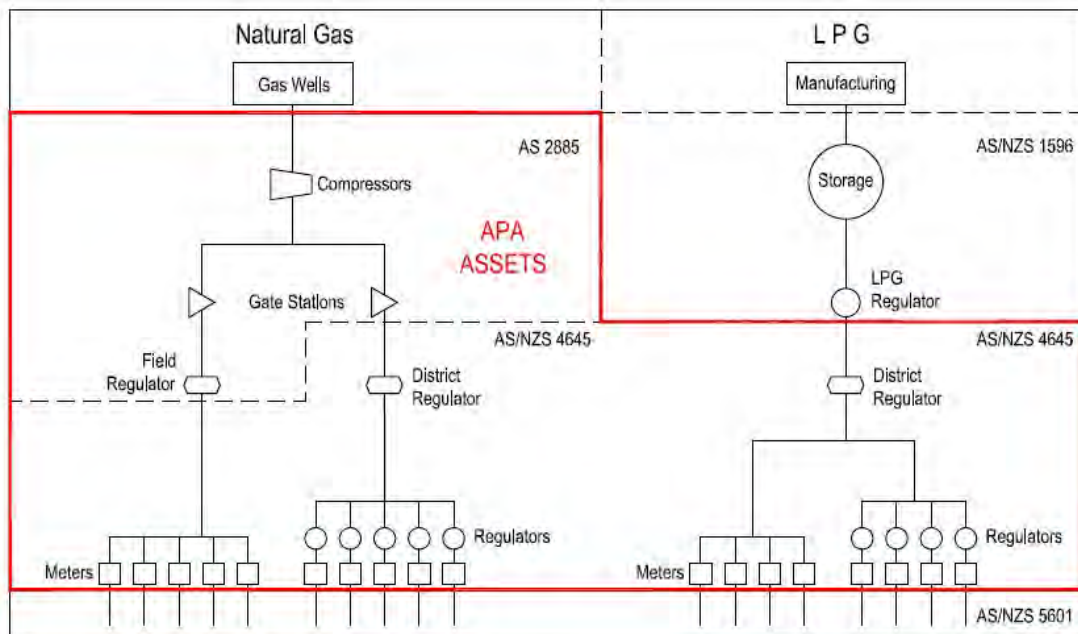 Natural Gas
L P G
Gas Wells
Manufacturing
AS 2885
AS/NZS 1596
Compressors
Storage
APA
ASSETS
Gate Stations
LPG
Regulator
AS/NZS 4645
AS/NZS 4645
Field
Regulator
District
Regulator
District
Regulator
Regulators
Regulators
Meters
Meters
AS/NZS 5601